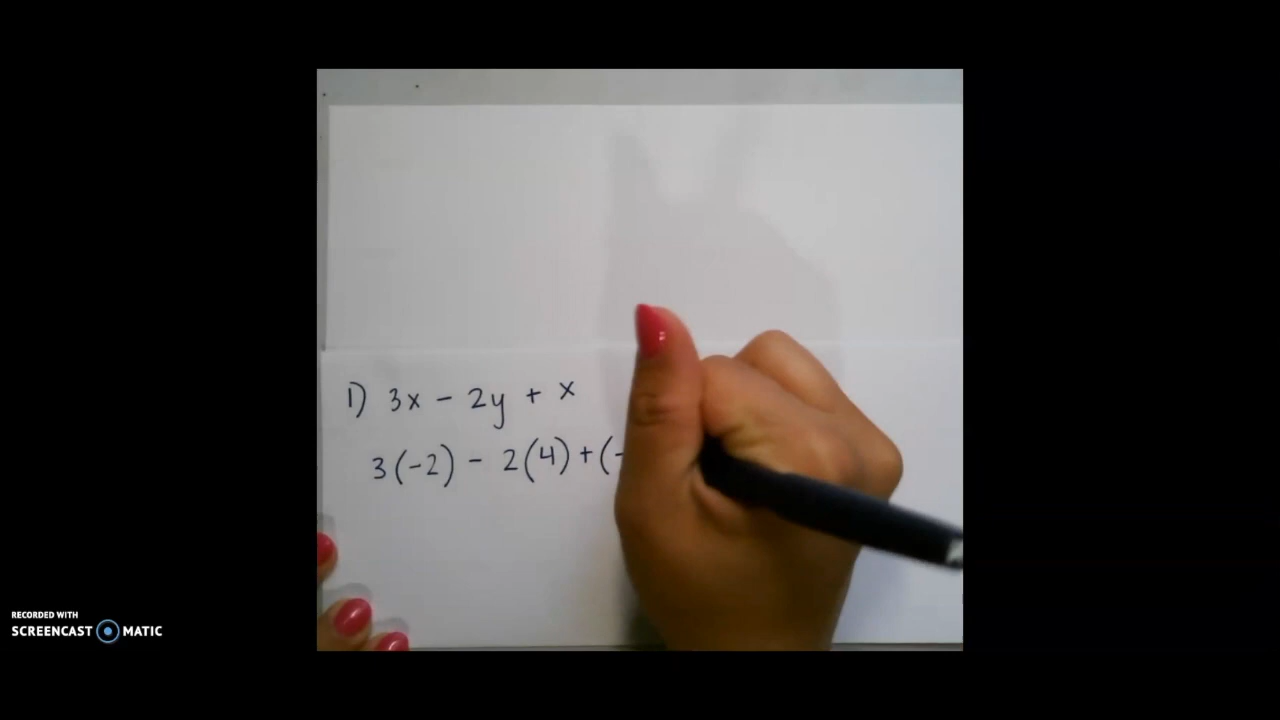 1) 3x - 2y + x
3(-2) - 2(4) + (-
RECORDED WITH
SCREENCAST MATIC